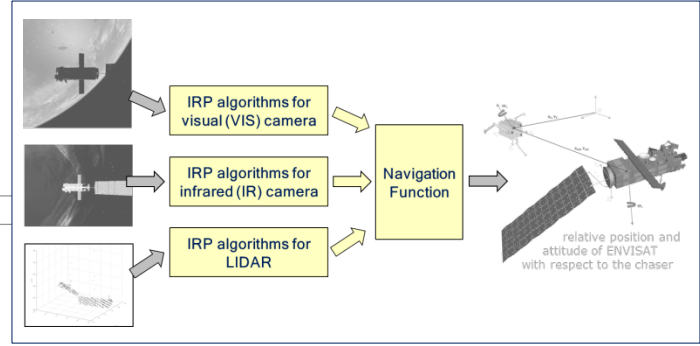 IRP algorithms for
visual (VIS) camera
IRP algorithms for
infrared (IR) camera
IRP algorithms for
LIDAR
Navigation
Function
relative position and
attitude of ENVISAT
with respect to the chaser